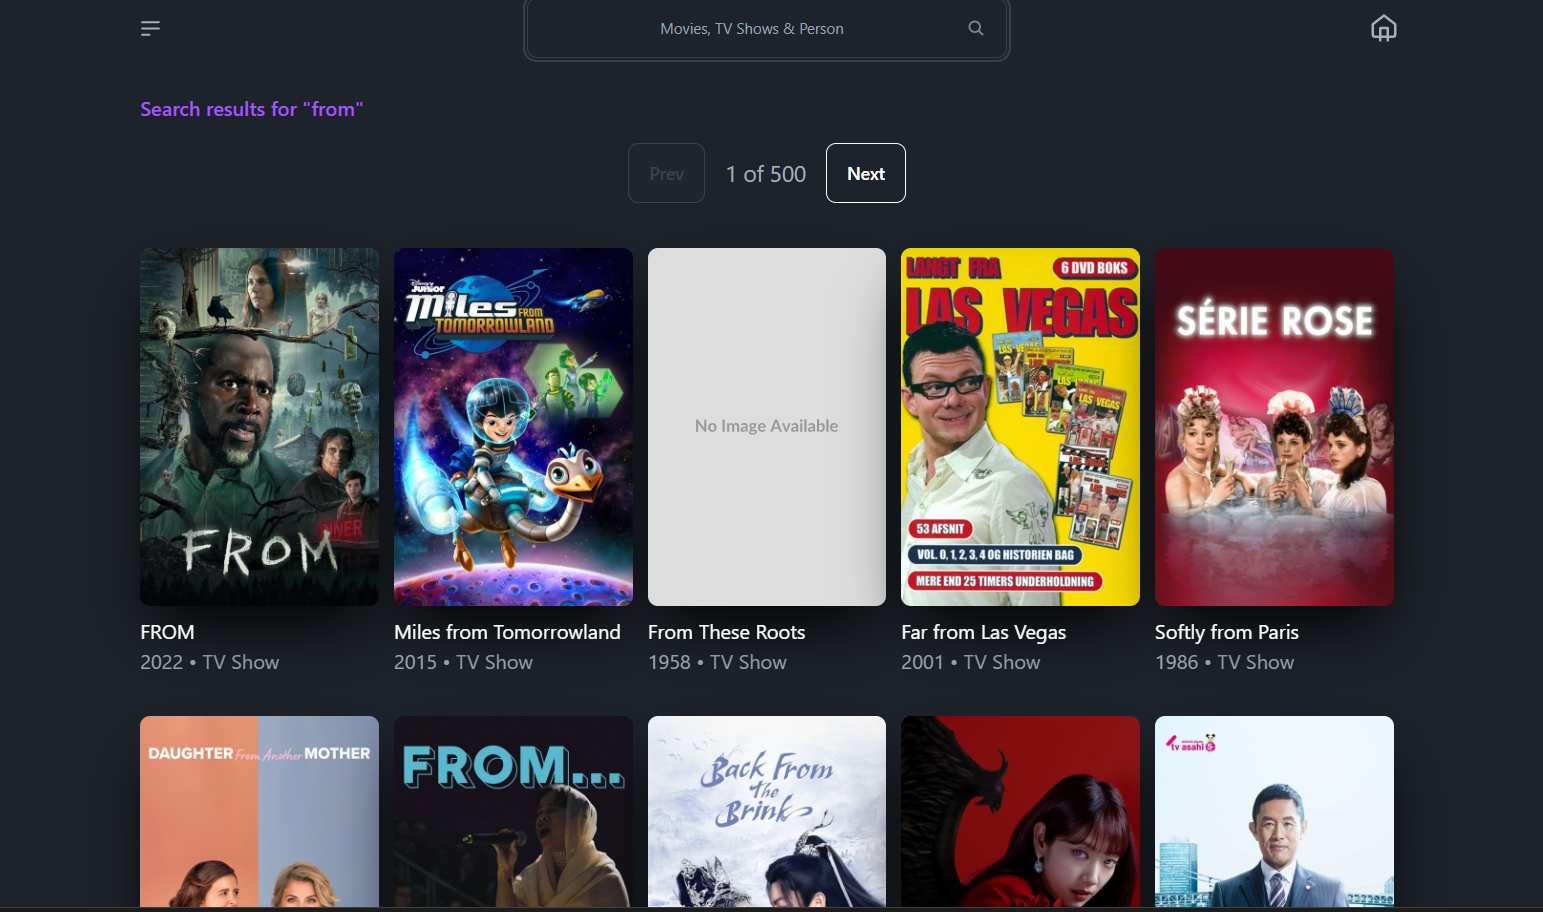 Movies, TV Shows & Person
Search results for "from"
Prev
1 of 500
Next
FROM
DINER
Disney Junior
Miles FROM
TOMORROWLAND
No Image Available
LANGT FRA
6 DVD BOKS
LAS VEGAS
53 AFSNIT
VOL. 0, 1, 2, 3, 4 OG HISTORIEN BAG
MERE END 25 TIMERS UNDERHOLDNING
SÉRIE ROSE
FROM
2022 • TV Show
Miles from Tomorrowland
2015 • TV Show
From These Roots
1958 • TV Show
Far from Las Vegas
2001 • TV Show
Softly from Paris
1986 • TV Show
DAUGHTER From Another MOTHER
FROM...
Back From
The
Brink
tv asahi 5